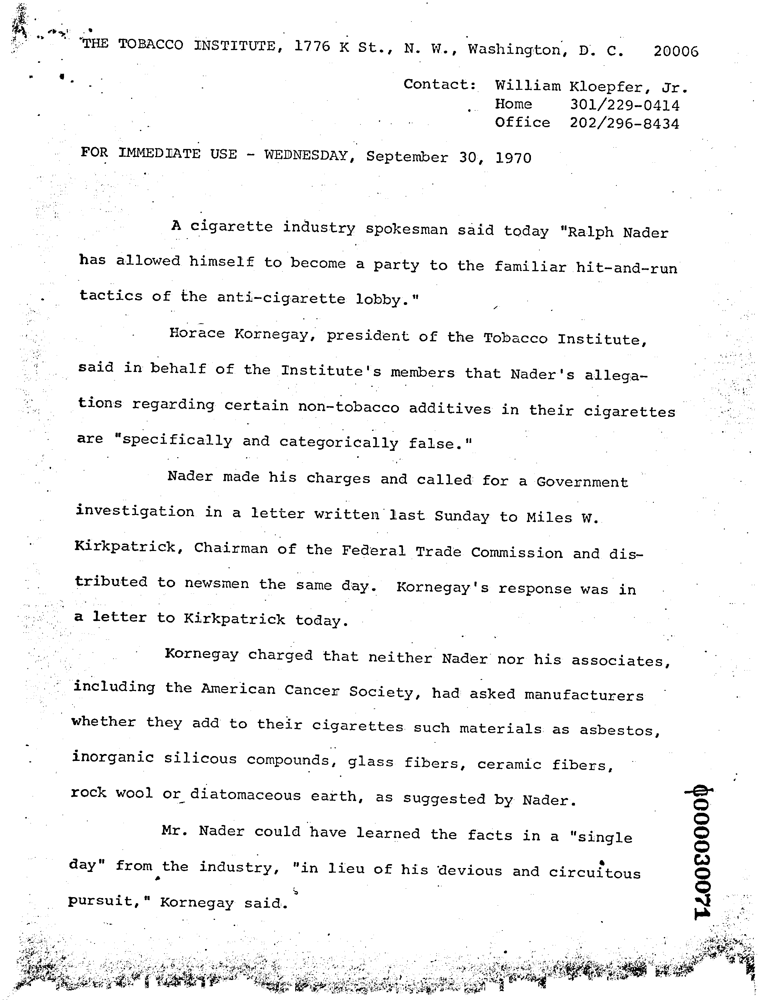 THE TOBACCO INSTITUTE, 1776 K St., N. W., Washington, D. C.   20006
Contact:  William Kloepfer, Jr.
Home    301/229-0414
Office  202/296-8434
FOR IMMEDIATE USE - WEDNESDAY, September 30, 1970
A cigarette industry spokesman said today "Ralph Nader
has allowed himself to become a party to the familiar hit-and-run
tactics of the anti-cigarette lobby."
Horace Kornegay, president of the Tobacco Institute,
said in behalf of the Institute's members that Nader's allega-
tions regarding certain non-tobacco additives in their cigarettes
are "specifically and categorically false."
Nader made his charges and called for a Government
investigation in a letter written last Sunday to Miles W.
Kirkpatrick, Chairman of the Federal Trade Commission and dis-
tributed to newsmen the same day.  Kornegay's response was in
a letter to Kirkpatrick today.
Kornegay charged that neither Nader nor his associates,
including the American Cancer Society, had asked manufacturers
whether they add to their cigarettes such materials as asbestos,
inorganic silicous compounds, glass fibers, ceramic fibers,
rock wool or diatomaceous earth, as suggested by Nader.
Mr. Nader could have learned the facts in a "single
day" from the industry, "in lieu of his devious and circuitous
pursuit," Kornegay said.
0000030071